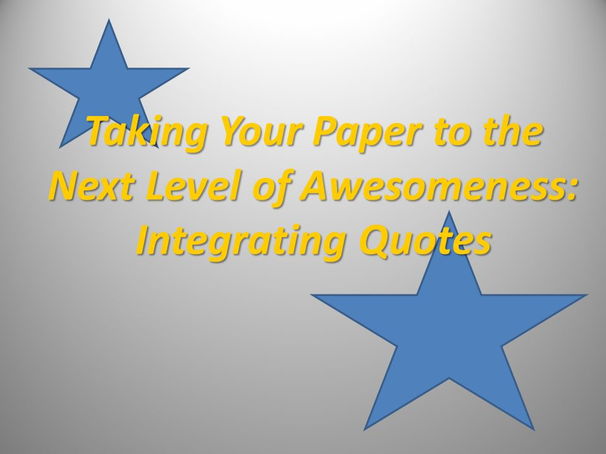 Taking Your Paper to the
Next Level of Awesomeness:
Integrating Quotes